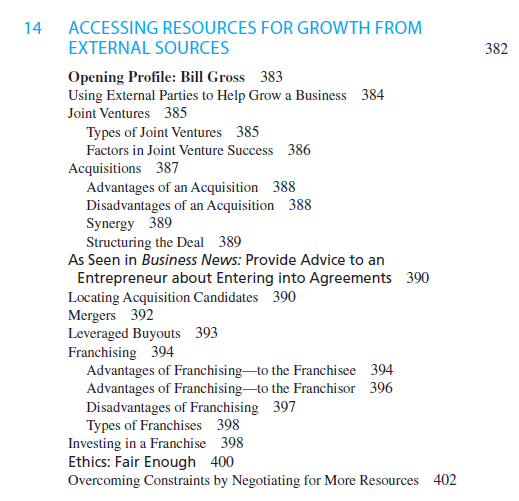 14 ACCESSING RESOURCES FOR GROWTH FROM
EXTERNAL SOURCES 382
Opening Profile: Bill Gross 383
Using External Parties to Help Grow a Business 384
Joint Ventures 385
Types of Joint Ventures 385
Factors in Joint Venture Success 386
Acquisitions 387
Advantages of an Acquisition 388
Disadvantages of an Acquisition 388
Synergy 389
Structuring the Deal 389
As Seen in Business News: Provide Advice to an
Entrepreneur about Entering into Agreements 390
Locating Acquisition Candidates 390
Mergers 392
Leveraged Buyouts 393
Franchising 394
Advantages of Franchising—to the Franchisee 394
Advantages of Franchising—to the Franchisor 396
Disadvantages of Franchising 397
Types of Franchises 398
Investing in a Franchise 398
Ethics: Fair Enough 400
Overcoming Constraints by Negotiating for More Resources 402